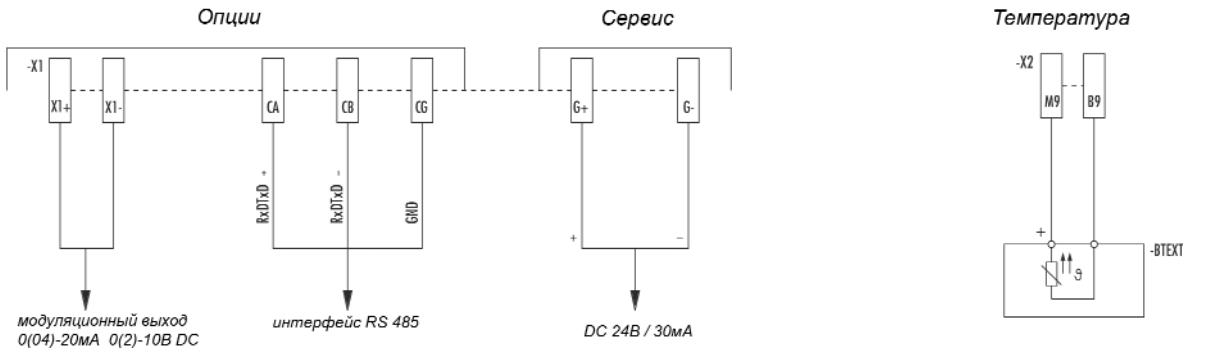 Опции
Сервис
Температура
-X1
X1+
X1-
CA
CB
CG
G+
G-
-X2
M9
B9
RxDTxD +
RxDTxD -
GND
+
-
+
-BTEXT
ϑ
модуляционный выход
0(04)-20мА 0(2)-10В DC
интерфейс RS 485
DC 24В / 30мА